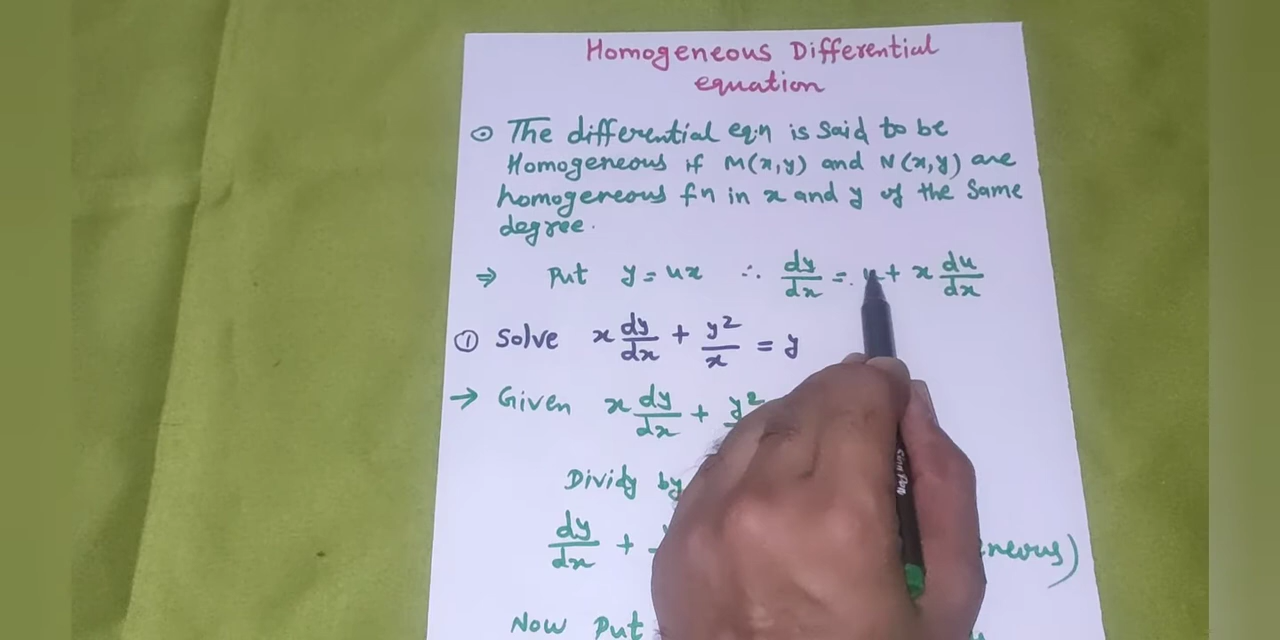 Homogeneous Differential
equation
⊙ The differential eq.n is said to be
Homogeneous if M(x,y) and N(x,y) are
homogeneous fn in x and y of the same
degree.
⇒ Put y = ux ∴ dy/dx = u + x du/dx
① Solve x dy/dx + y²/x = y
→ Given x dy/dx + y²
Dividy by
dy/dx +
Now Put